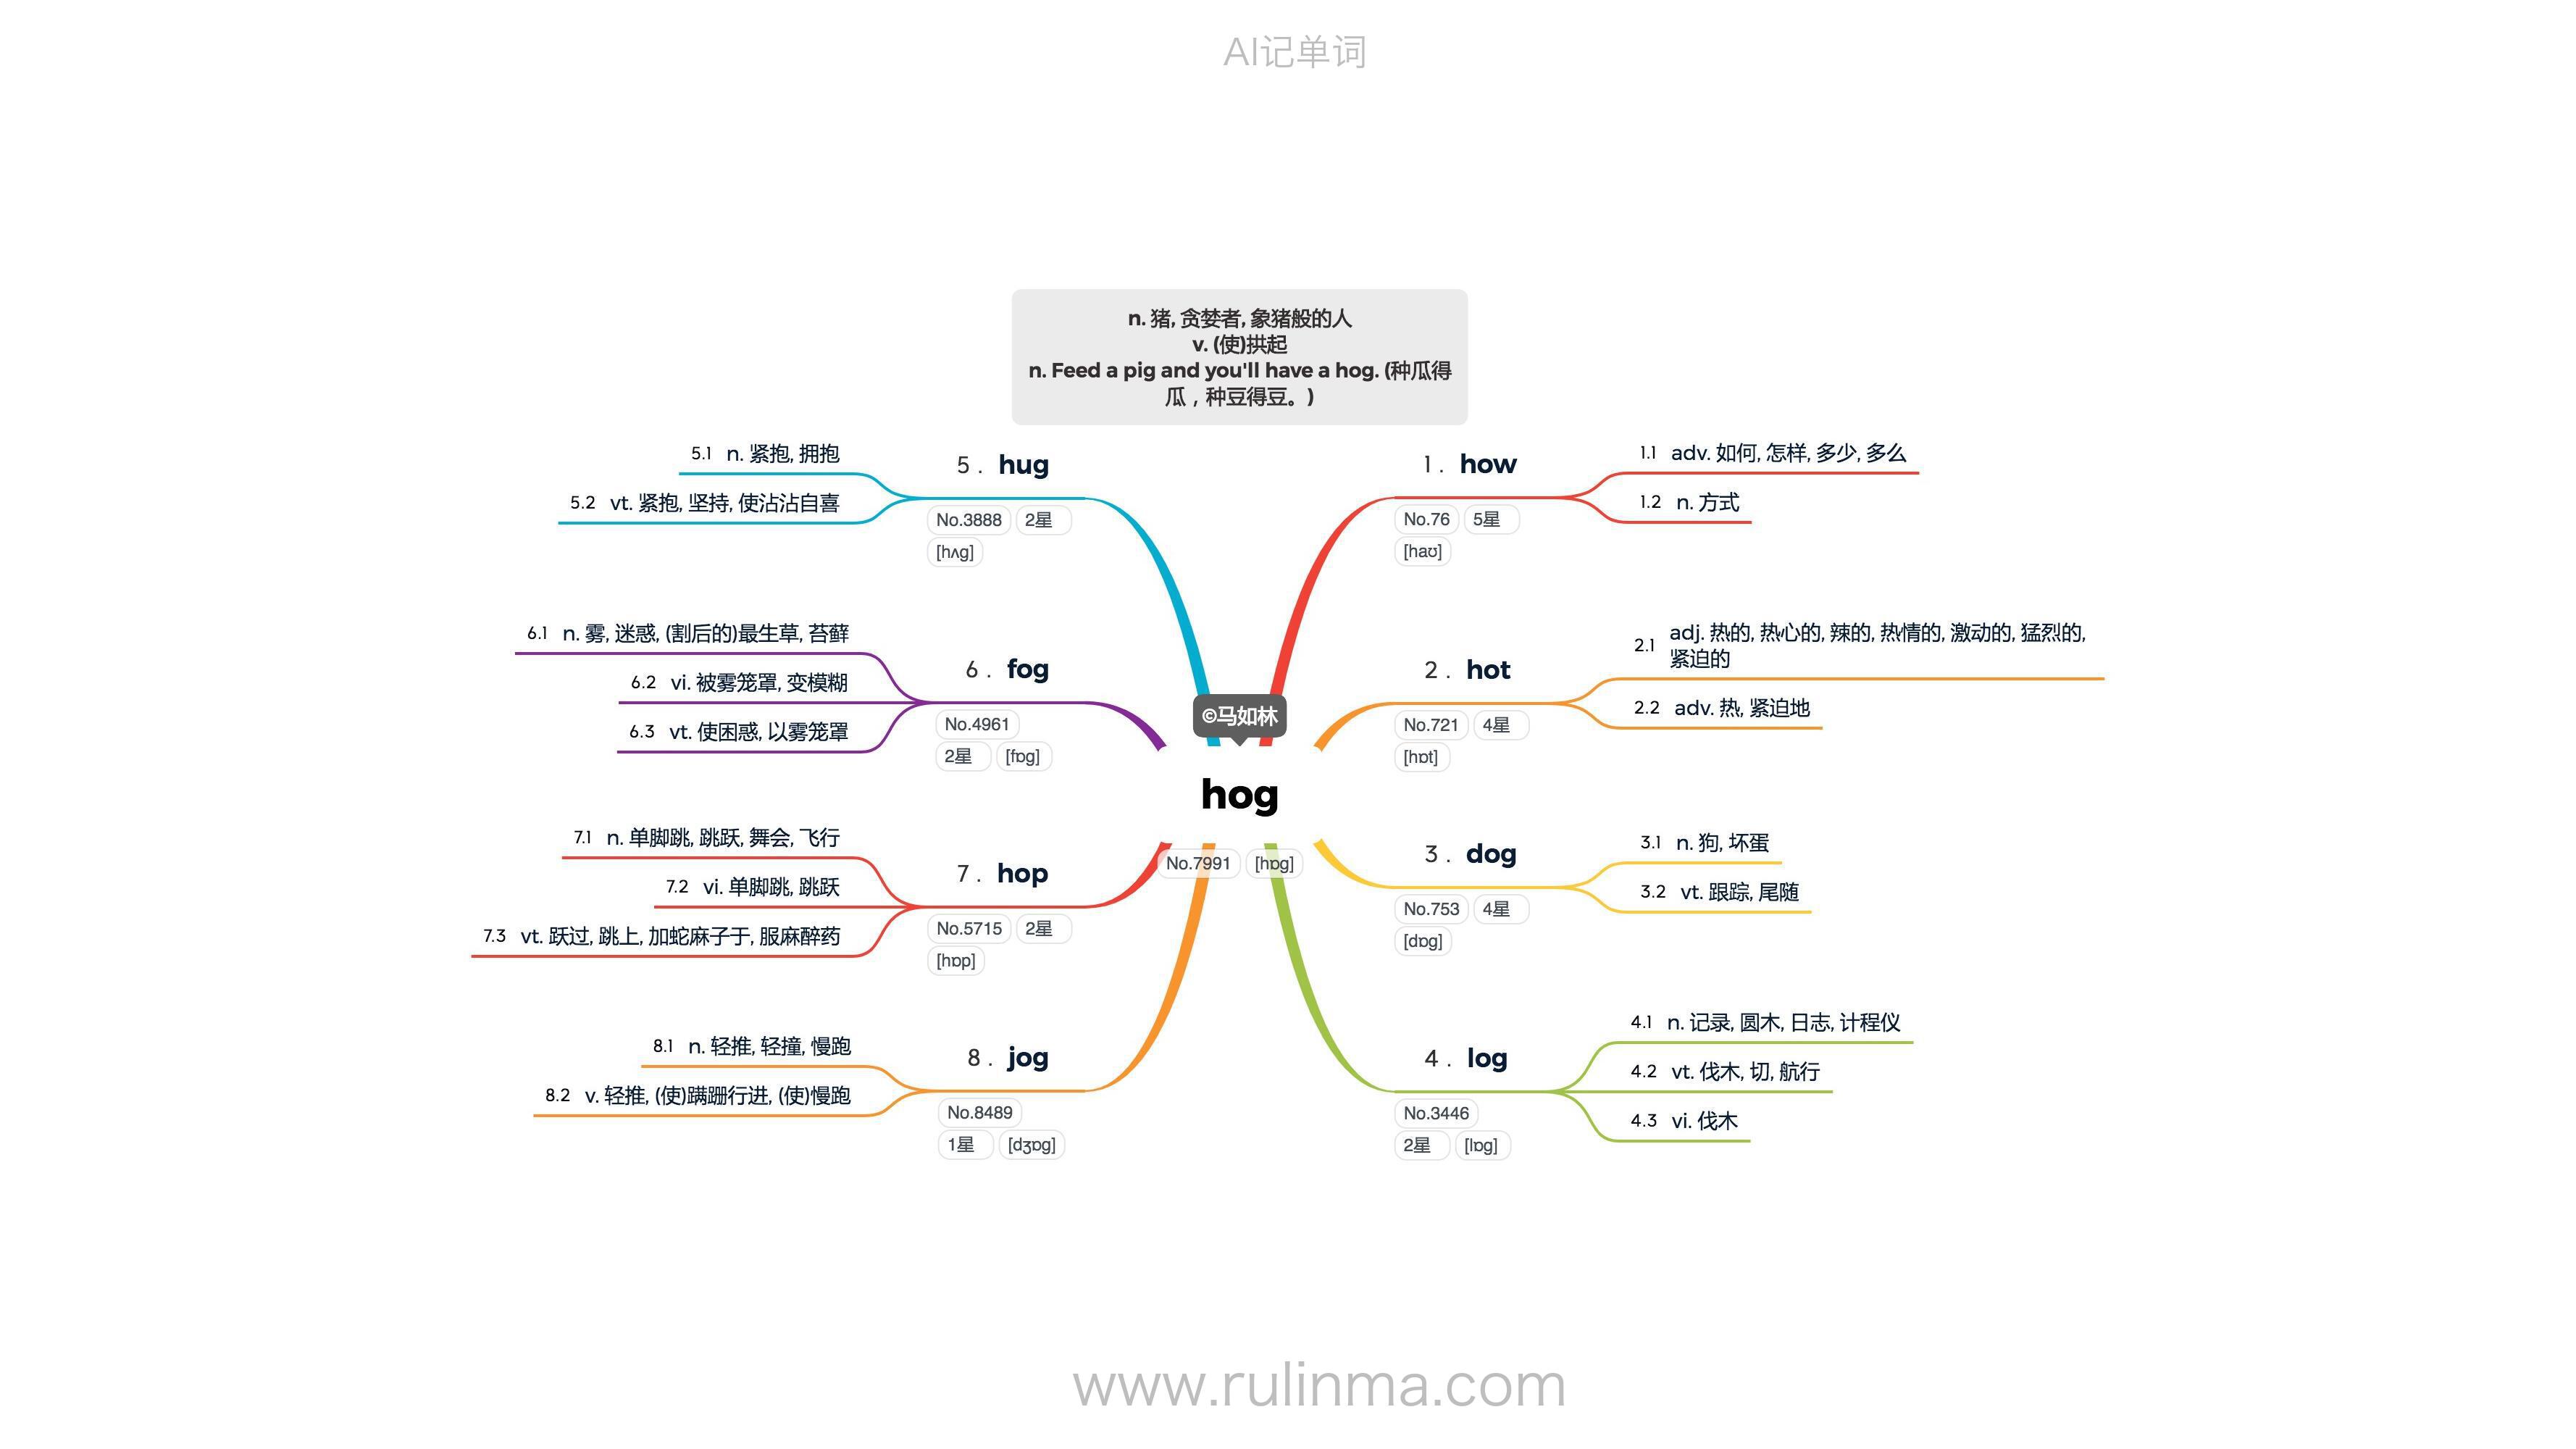 AI记单词
n. 猪, 贪婪者, 象猪般的人
v. (使)拱起
n. Feed a pig and you'll have a hog. (种瓜得
瓜，种豆得豆。)
©马如林
hog
No.7991 [hɒg]
1 . how
No.76 5星
[haʊ]
1.1 adv. 如何, 怎样, 多少, 多么
1.2 n. 方式
2 . hot
No.721 4星
[hɒt]
2.1 adj. 热的, 热心的, 辣的, 热情的, 激动的, 猛烈的,
紧迫的
2.2 adv. 热, 紧迫地
3 . dog
No.753 4星
[dɒg]
3.1 n. 狗, 坏蛋
3.2 vt. 跟踪, 尾随
4 . log
No.3446
2星 [lɒg]
4.1 n. 记录, 圆木, 日志, 计程仪
4.2 vt. 伐木, 切, 航行
4.3 vi. 伐木
5 . hug
No.3888 2星
[hʌg]
5.1 n. 紧抱, 拥抱
5.2 vt. 紧抱, 坚持, 使沾沾自喜
6 . fog
No.4961
2星 [fɒg]
6.1 n. 雾, 迷惑, (割后的)最生草, 苔藓
6.2 vi. 被雾笼罩, 变模糊
6.3 vt. 使困惑, 以雾笼罩
7 . hop
No.5715 2星
[hɒp]
7.1 n. 单脚跳, 跳跃, 舞会, 飞行
7.2 vi. 单脚跳, 跳跃
7.3 vt. 跃过, 跳上, 加蛇麻子于, 服麻醉药
8 . jog
No.8489
1星 [dʒɒg]
8.1 n. 轻推, 轻撞, 慢跑
8.2 v. 轻推, (使)蹒跚行进, (使)慢跑
www.rulinma.com